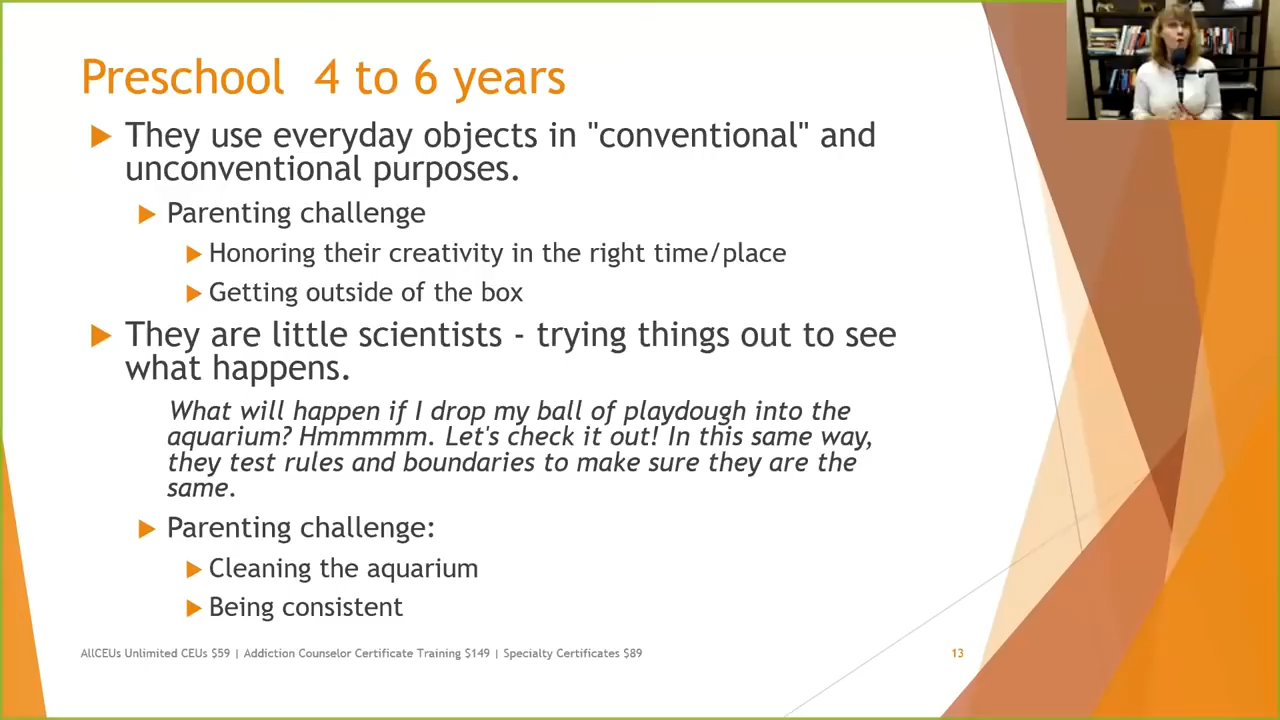 Preschool 4 to 6 years
They use everyday objects in "conventional" and
unconventional purposes.
Parenting challenge
Honoring their creativity in the right time/place
Getting outside of the box
They are little scientists - trying things out to see
what happens.
What will happen if I drop my ball of playdough into the
aquarium? Hmmmmm. Let's check it out! In this same way,
they test rules and boundaries to make sure they are the
same.
Parenting challenge:
Cleaning the aquarium
Being consistent
AllCEUs Unlimited CEUs $59 | Addiction Counselor Certificate Training $149 | Specialty Certificates $89
13